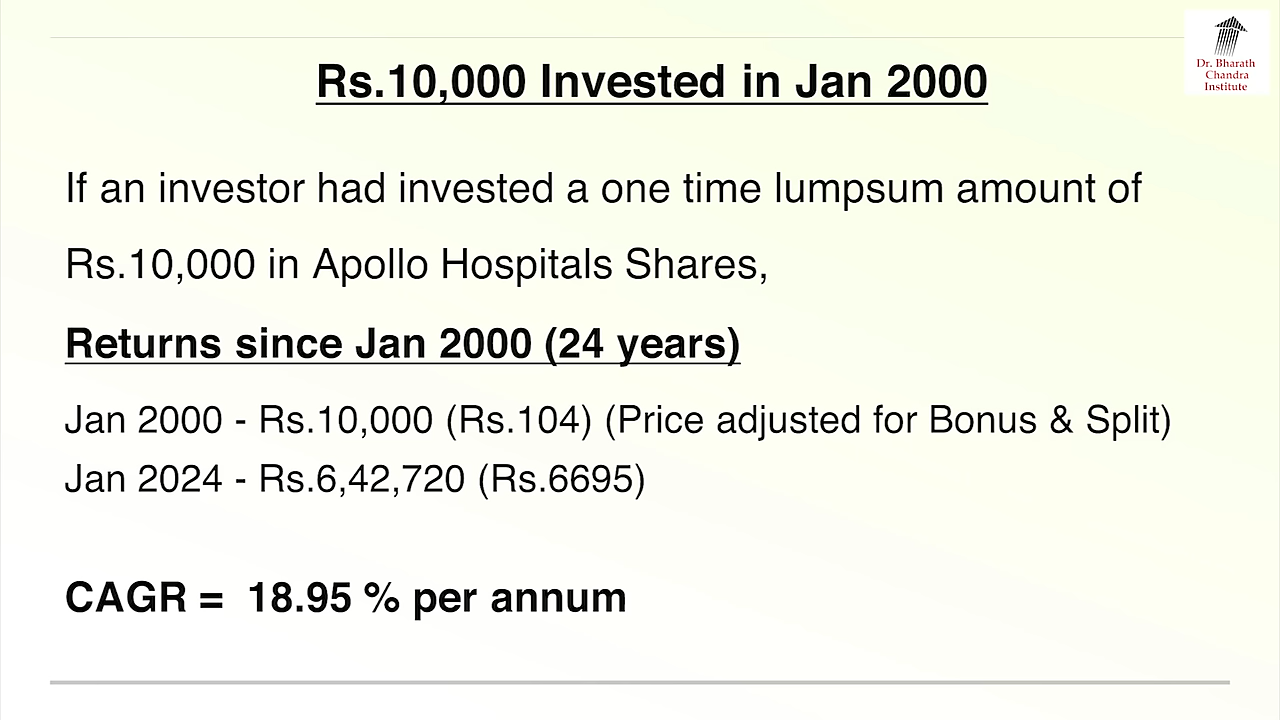 Dr. Bharath
Chandra
Institute
Rs.10,000 Invested in Jan 2000
If an investor had invested a one time lumpsum amount of
Rs.10,000 in Apollo Hospitals Shares,
Returns since Jan 2000 (24 years)
Jan 2000 - Rs.10,000 (Rs.104) (Price adjusted for Bonus & Split)
Jan 2024 - Rs.6,42,720 (Rs.6695)
CAGR = 18.95 % per annum